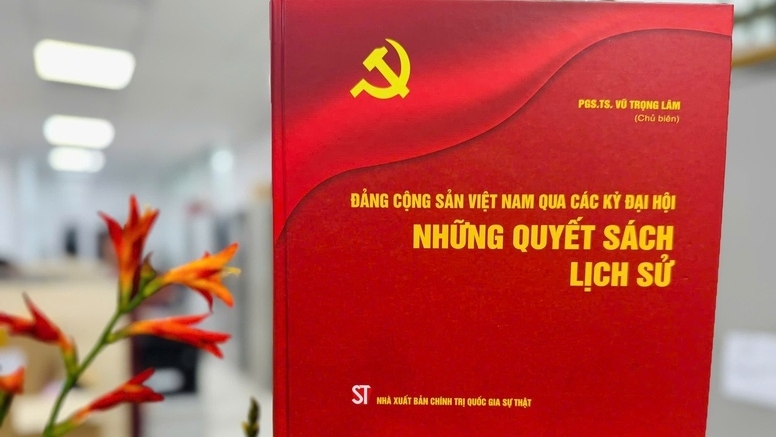 PGS.TS. VŨ TRỌNG LÂM
(Chủ biên)
ĐẢNG CỘNG SẢN VIỆT NAM QUA CÁC KỲ ĐẠI HỘI
NHỮNG QUYẾT SÁCH
LỊCH SỬ
ST NHÀ XUẤT BẢN CHÍNH TRỊ QUỐC GIA SỰ THẬT